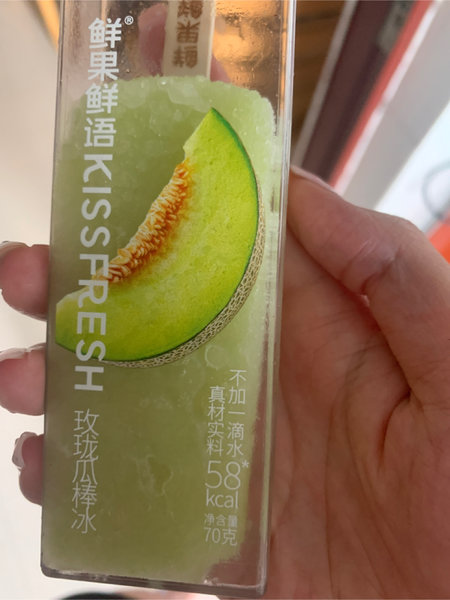 鲜果鲜语®
KISSFRESH
玫珑瓜棒冰
不加一滴水
真材实料
58*
kcal
净含量
70克